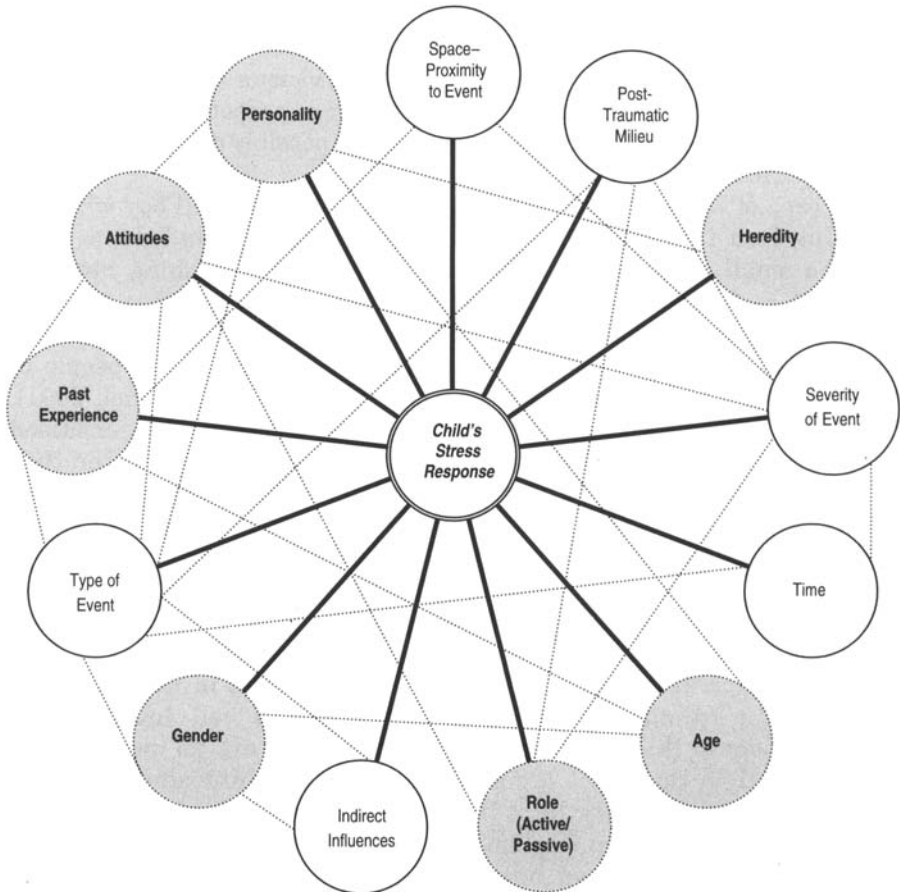 Space–
Proximity
to Event
Post-
Traumatic
Milieu
Personality
Heredity
Attitudes
Past
Experience
Child's
Stress
Response
Severity
of Event
Type of
Event
Time
Gender
Age
Indirect
Influences
Role
(Active/
Passive)